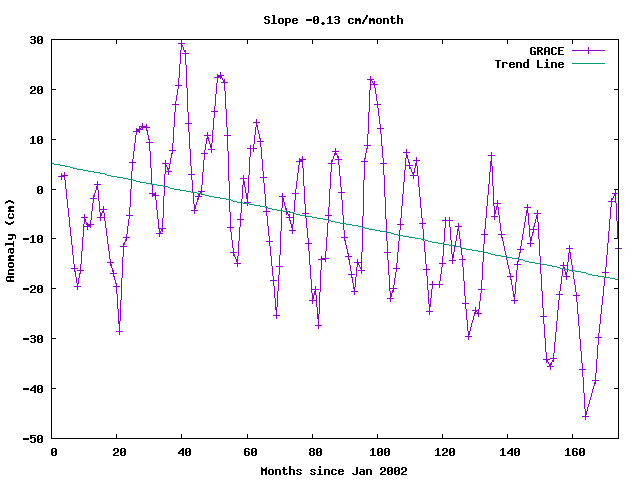 Slope -0.13 cm/month
30
20
10
0
-10
-20
-30
-40
-50
Anomaly (cm)
GRACE
Trend Line
0 20 40 60 80 100 120 140 160
Months since Jan 2002